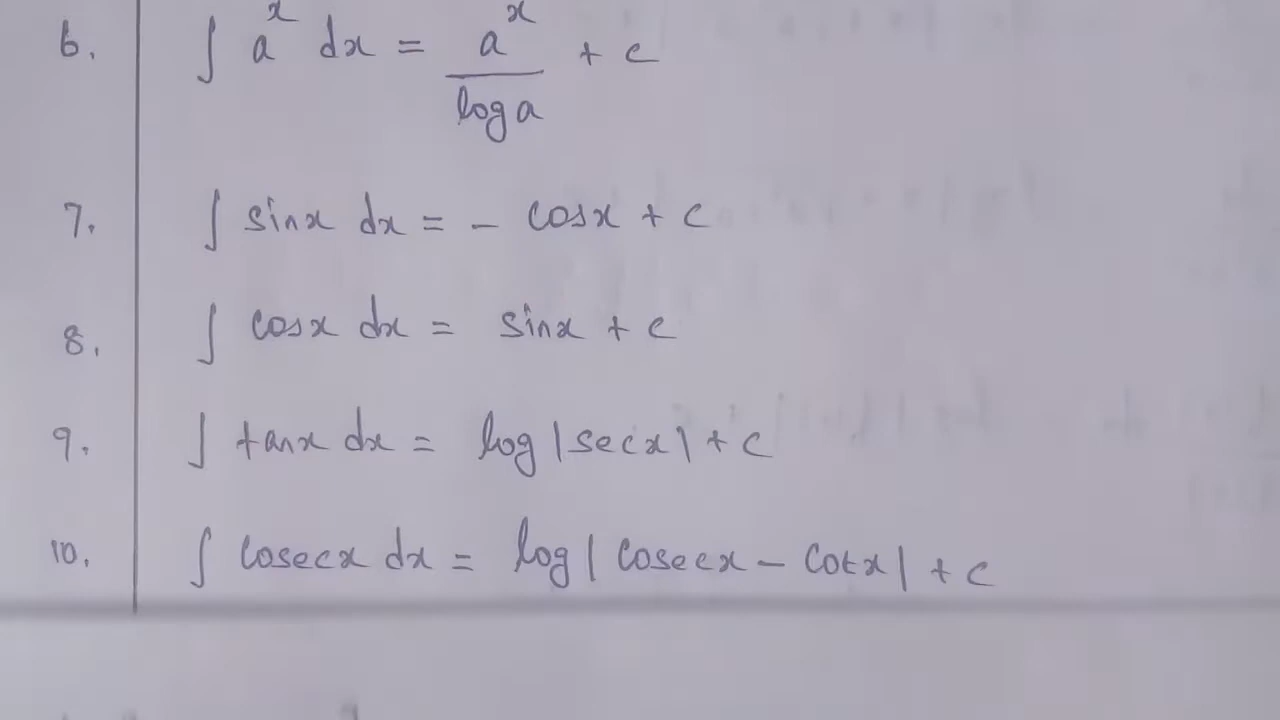 6. ∫ a^x dx = a^x / log a + c
7. ∫ sinx dx = - cosx + c
8. ∫ cosx dx = sinx + c
9. ∫ tanx dx = log |secx| + c
10. ∫ cosecx dx = log | cosecx - cotx | + c